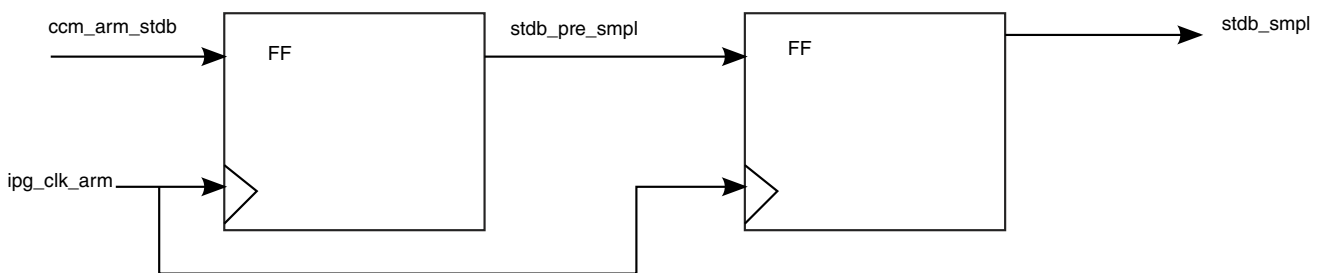 ccm_arm_stdb
FF
stdb_pre_smpl
FF
stdb_smpl
ipg_clk_arm